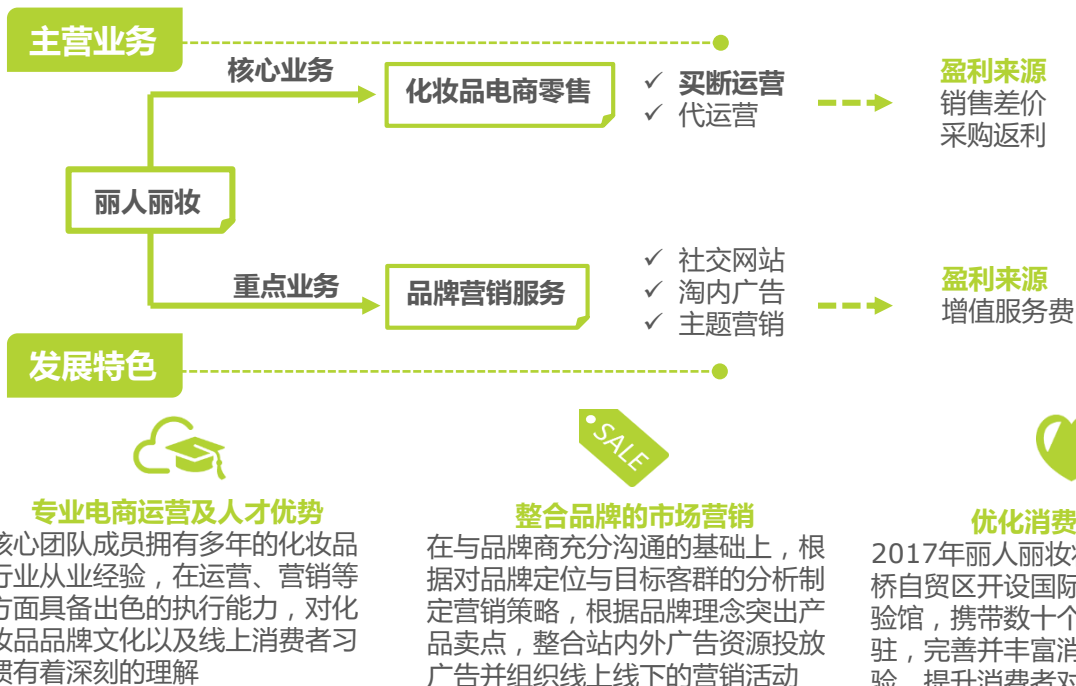 主营业务
核心业务
化妆品电商零售
✓ 买断运营
✓ 代运营
盈利来源
销售差价
采购返利
丽人丽妆
重点业务
品牌营销服务
✓ 社交网站
✓ 淘内广告
✓ 主题营销
盈利来源
增值服务费
发展特色
SALE
专业电商运营及人才优势
核心团队成员拥有多年的化妆品
行业从业经验，在运营、营销等
方面具备出色的执行能力，对化
妆品品牌文化以及线上消费者习
惯有着深刻的理解
整合品牌的市场营销
在与品牌商充分沟通的基础上，根
据对品牌定位与目标客群的分析制
定营销策略，根据品牌理念突出产
品卖点，整合站内外广告资源投放
广告并组织线上线下的营销活动
优化消费
2017年丽人丽妆
桥自贸区开设国际
验馆，携带数十个
驻，完善并丰富消
验，提升消费者对